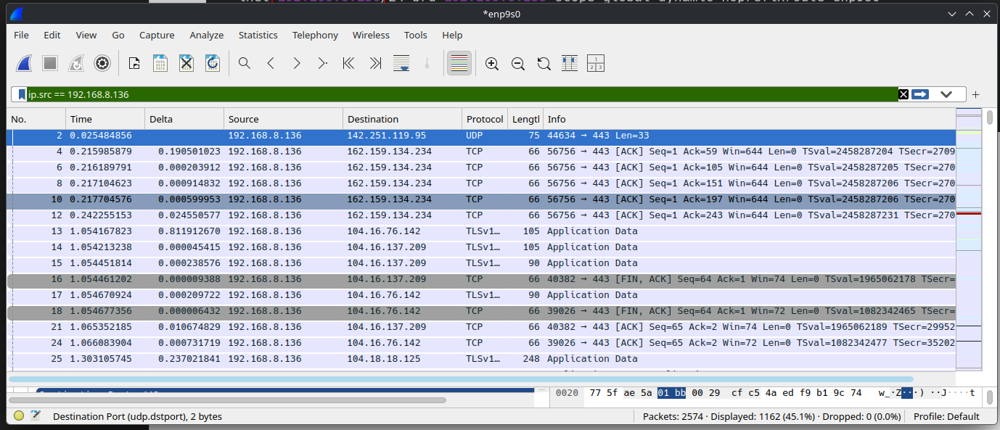 *enp9s0
File Edit View Go Capture Analyze Statistics Telephony Wireless Tools Help
ip.src == 192.168.8.136
No. Time Delta Source Destination Protocol Lengtl Info
2 0.025484856 192.168.8.136 142.251.119.95 UDP 75 44634 → 443 Len=33
4 0.215985879 0.190501023 192.168.8.136 162.159.134.234 TCP 66 56756 → 443 [ACK] Seq=1 Ack=59 Win=644 Len=0 TSval=2458287204 TSecr=2709
6 0.216189791 0.000203912 192.168.8.136 162.159.134.234 TCP 66 56756 → 443 [ACK] Seq=1 Ack=105 Win=644 Len=0 TSval=2458287205 TSecr=270
8 0.217104623 0.000914832 192.168.8.136 162.159.134.234 TCP 66 56756 → 443 [ACK] Seq=1 Ack=151 Win=644 Len=0 TSval=2458287206 TSecr=270
10 0.217704576 0.000599953 192.168.8.136 162.159.134.234 TCP 66 56756 → 443 [ACK] Seq=1 Ack=197 Win=644 Len=0 TSval=2458287206 TSecr=270
12 0.242255153 0.024550577 192.168.8.136 162.159.134.234 TCP 66 56756 → 443 [ACK] Seq=1 Ack=243 Win=644 Len=0 TSval=2458287231 TSecr=270
13 1.054167823 0.811912670 192.168.8.136 104.16.76.142 TLSv1… 105 Application Data
14 1.054213238 0.000045415 192.168.8.136 104.16.137.209 TLSv1… 105 Application Data
15 1.054451814 0.000238576 192.168.8.136 104.16.137.209 TLSv1… 90 Application Data
16 1.054461202 0.000009388 192.168.8.136 104.16.137.209 TCP 66 40382 → 443 [FIN, ACK] Seq=64 Ack=1 Win=74 Len=0 TSval=1965062178 TSecr=
17 1.054670924 0.000209722 192.168.8.136 104.16.76.142 TLSv1… 90 Application Data
18 1.054677356 0.000006432 192.168.8.136 104.16.76.142 TCP 66 39026 → 443 [FIN, ACK] Seq=64 Ack=1 Win=72 Len=0 TSval=1082342465 TSecr=
21 1.065352185 0.010674829 192.168.8.136 104.16.137.209 TCP 66 40382 → 443 [ACK] Seq=65 Ack=2 Win=74 Len=0 TSval=1965062189 TSecr=29952
24 1.066083904 0.000731719 192.168.8.136 104.16.76.142 TCP 66 39026 → 443 [ACK] Seq=65 Ack=2 Win=72 Len=0 TSval=1082342477 TSecr=35202
25 1.303105745 0.237021841 192.168.8.136 104.18.18.125 TLSv1… 248 Application Data
0020 77 5f ae 5a 01 bb 00 29 cf c5 4a ed f9 b1 9c 74 w_·Z···) ··J····t
Destination Port (udp.dstport), 2 bytes
Packets: 2574 · Displayed: 1162 (45.1%) · Dropped: 0 (0.0%)
Profile: Default